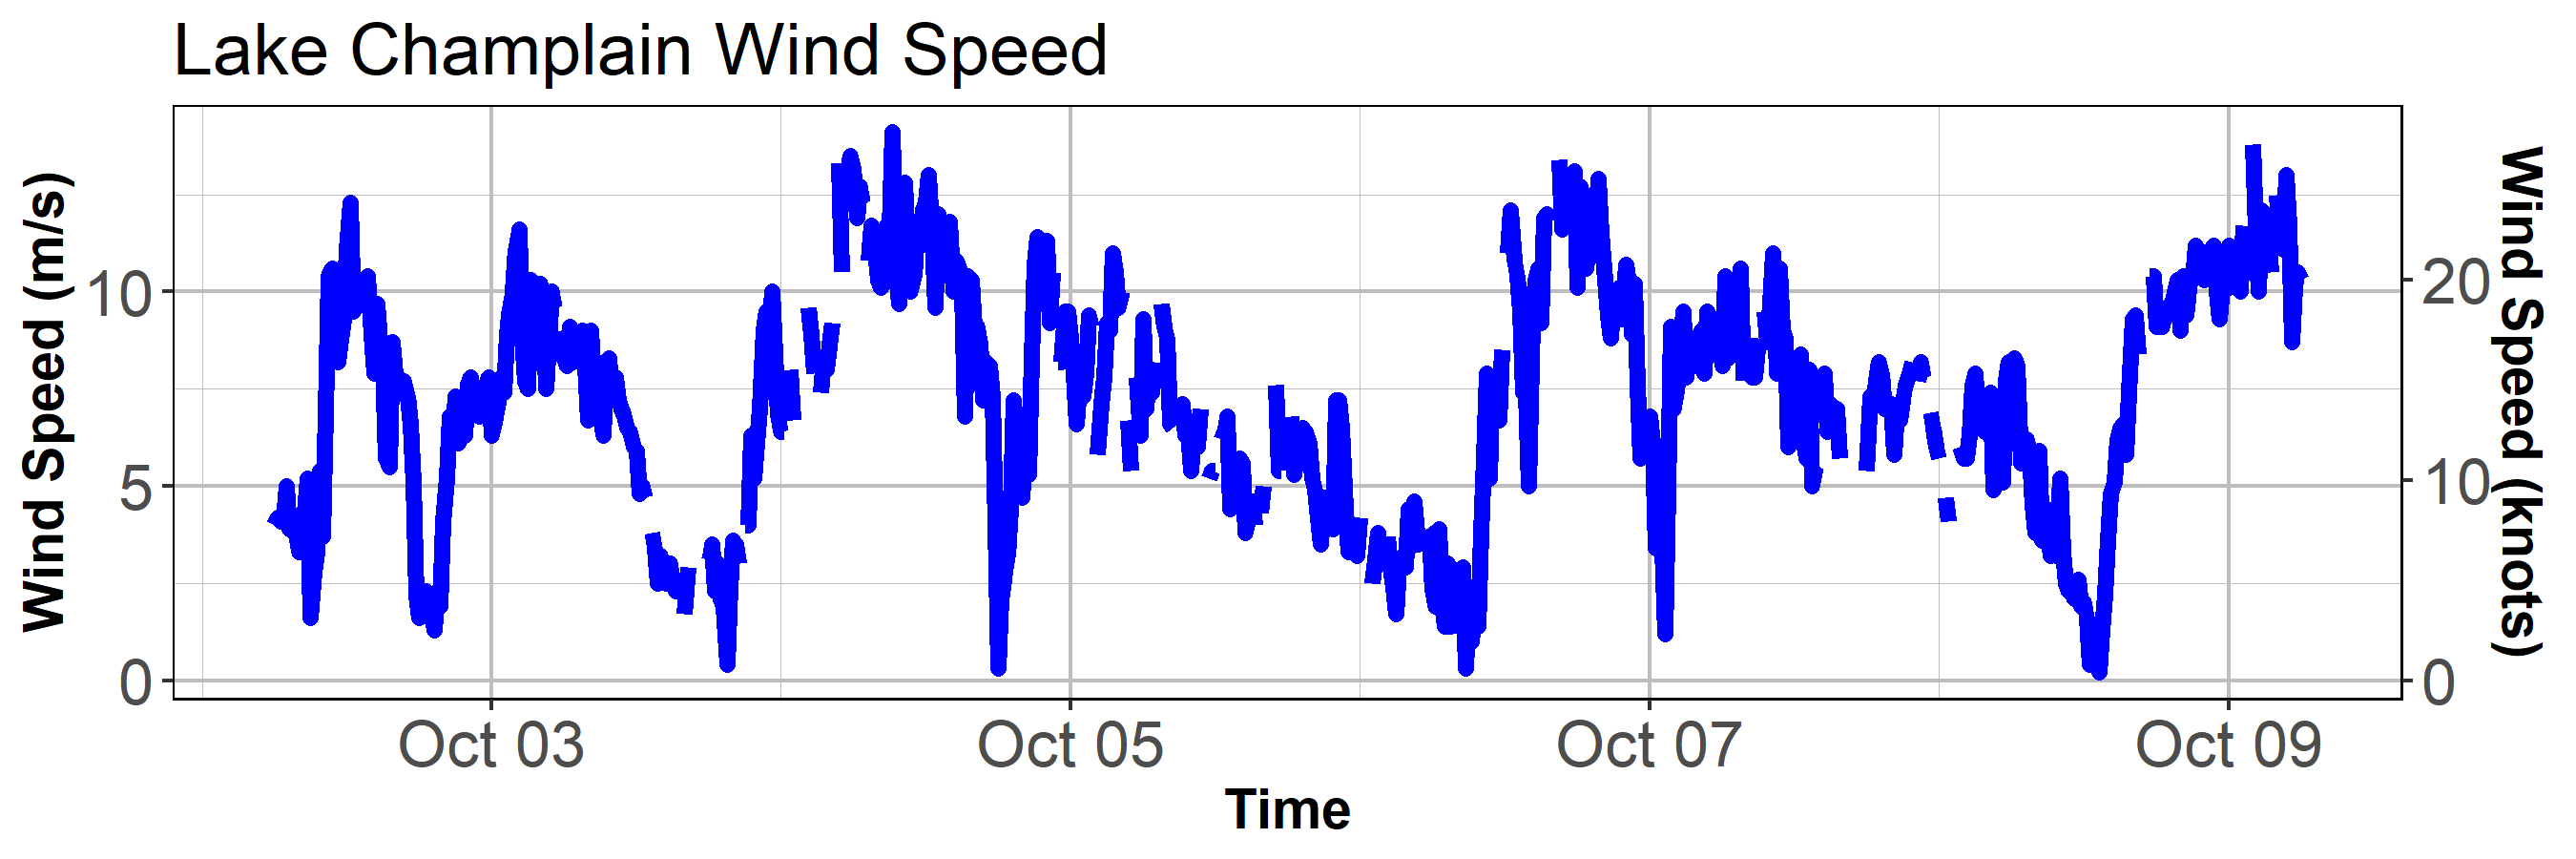 Lake Champlain Wind Speed
Wind Speed (m/s)
10
5
0
20
10
0
Wind Speed (knots)
Oct 03
Oct 05
Oct 07
Oct 09
Time